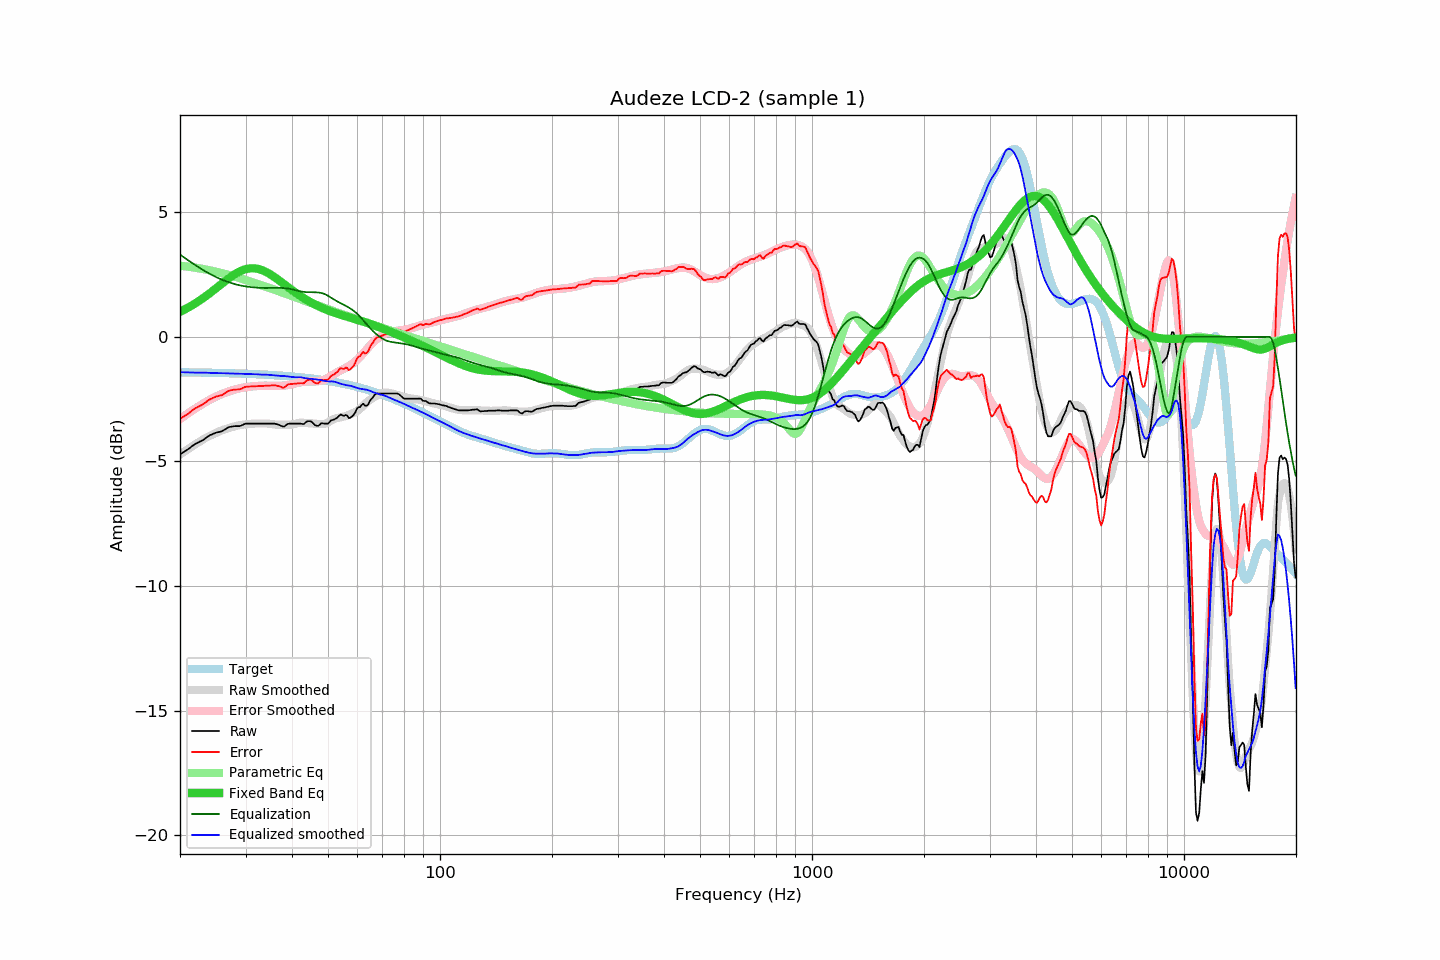 Audeze LCD-2 (sample 1)
Amplitude (dBr)
5
0
−5
−10
−15
−20
Target
Raw Smoothed
Error Smoothed
Raw
Error
Parametric Eq
Fixed Band Eq
Equalization
Equalized smoothed
100 1000 10000
Frequency (Hz)